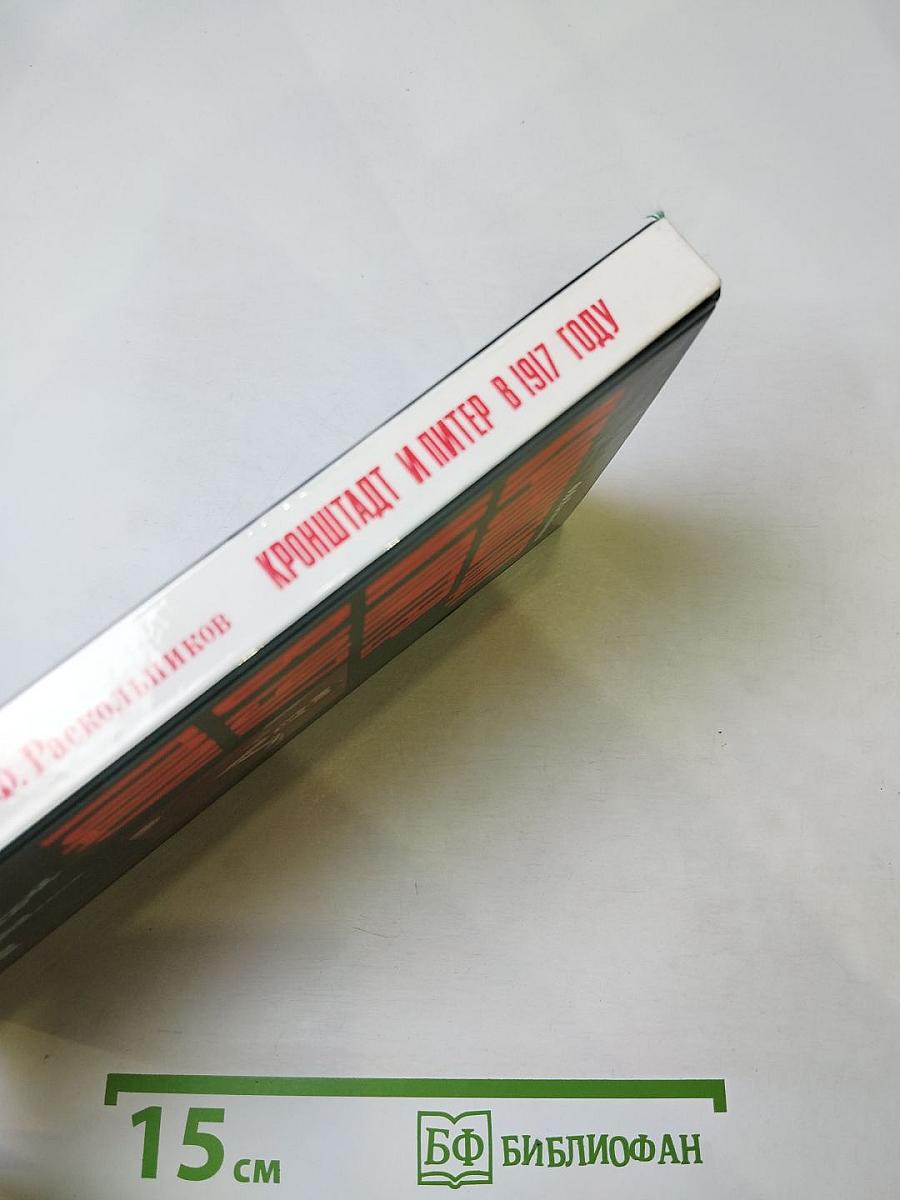 Ф. Раскольников КРОНШТАДТ И ПИТЕР В 1917 ГОДУ
15 см
БФ БИБЛИОФАН